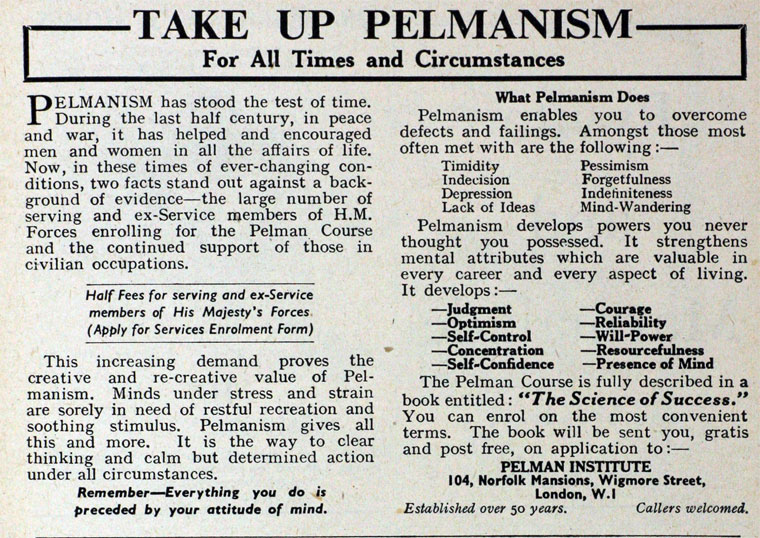 TAKE UP PELMANISM
For All Times and Circumstances
PELMANISM has stood the test of time.
During the last half century, in peace
and war, it has helped and encouraged
men and women in all the affairs of life.
Now, in these times of ever-changing con-
ditions, two facts stand out against a back-
ground of evidence—the large number of
serving and ex-Service members of H.M.
Forces enrolling for the Pelman Course
and the continued support of those in
civilian occupations.
Half Fees for serving and ex-Service
members of His Majesty's Forces
(Apply for Services Enrolment Form)
This increasing demand proves the
creative and re-creative value of Pel-
manism. Minds under stress and strain
are sorely in need of restful recreation and
soothing stimulus. Pelmanism gives all
this and more. It is the way to clear
thinking and calm but determined action
under all circumstances.
Remember—Everything you do is
preceded by your attitude of mind.
What Pelmanism Does
Pelmanism enables you to overcome
defects and failings. Amongst those most
often met with are the following :—
Timidity Pessimism
Indecision Forgetfulness
Depression Indefiniteness
Lack of Ideas Mind-Wandering
Pelmanism develops powers you never
thought you possessed. It strengthens
mental attributes which are valuable in
every career and every aspect of living.
It develops :—
—Judgment —Courage
—Optimism —Reliability
—Self-Control —Will-Power
—Concentration —Resourcefulness
—Self-Confidence —Presence of Mind
The Pelman Course is fully described in a
book entitled : "The Science of Success."
You can enrol on the most convenient
terms. The book will be sent you, gratis
and post free, on application to :—
PELMAN INSTITUTE
104, Norfolk Mansions, Wigmore Street,
London, W.1
Established over 50 years. Callers welcomed.